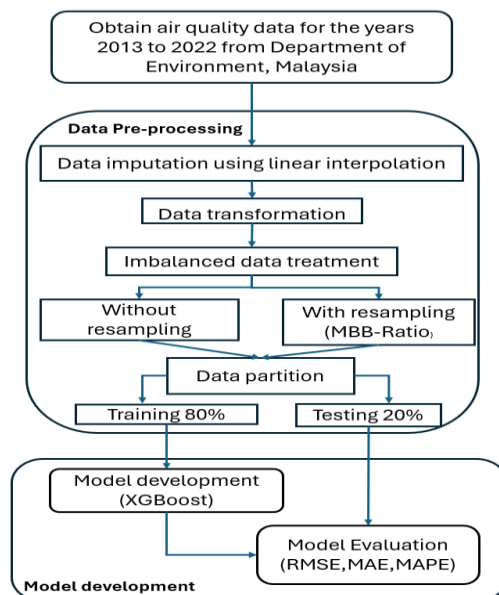 Obtain air quality data for the years
2013 to 2022 from Department of
Environment, Malaysia
Data Pre-processing
Data imputation using linear interpolation
Data transformation
Imbalanced data treatment
Without
resampling
With resampling
(MBB-Ratio)
Data partition
Training 80%
Testing 20%
Model development
(XGBoost)
Model Evaluation
(RMSE,MAE,MAPE)
Model development